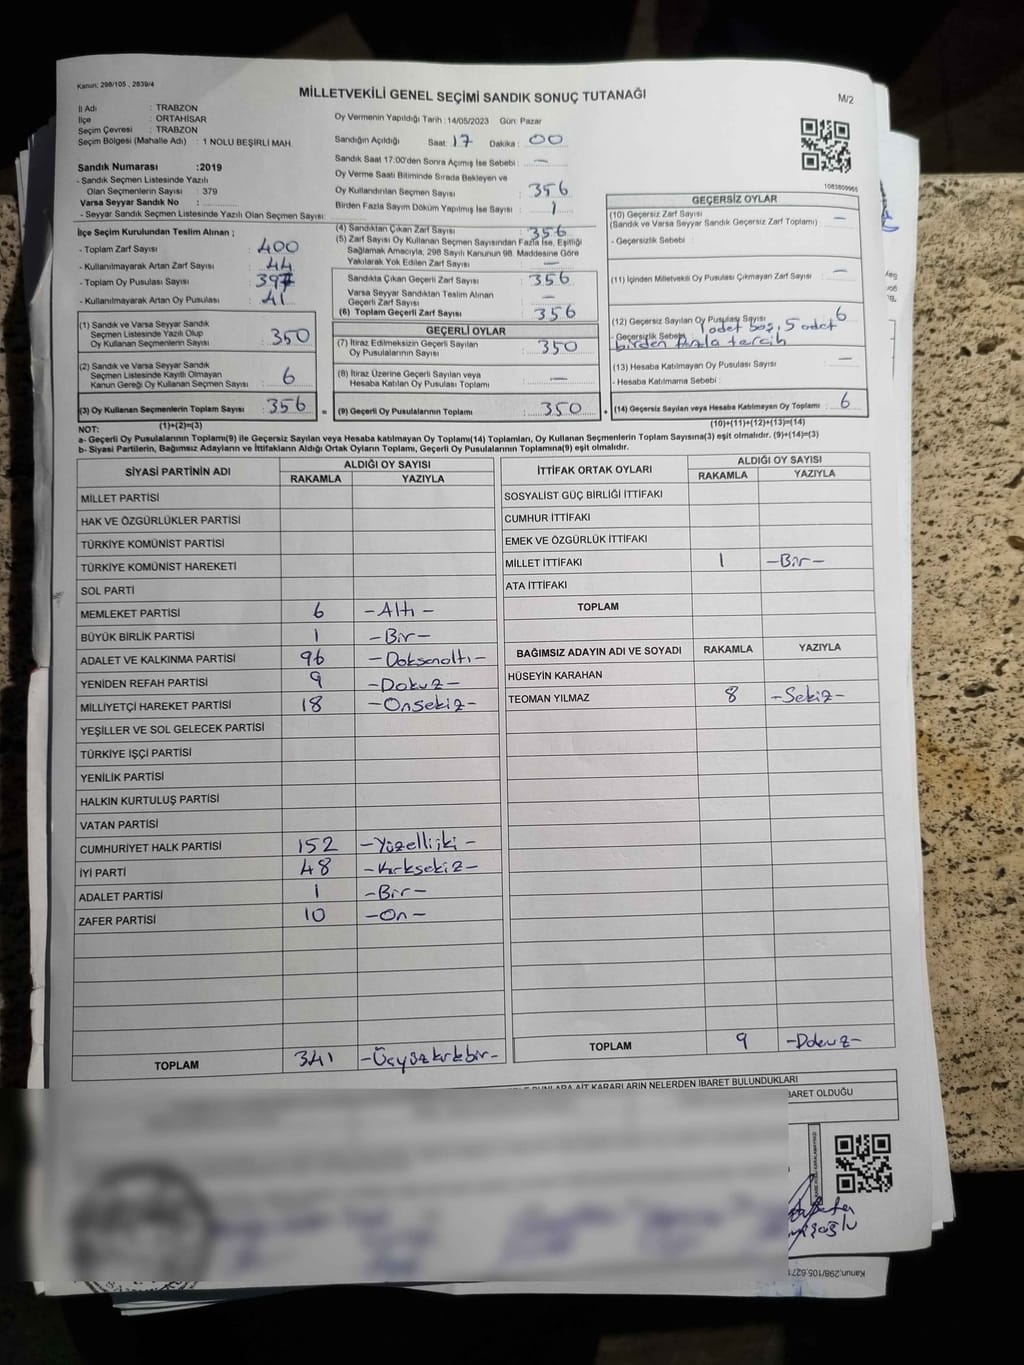 Kanun: 298/105 , 2839/4
MİLLETVEKİLİ GENEL SEÇİMİ SANDIK SONUÇ TUTANAĞI
M/2
İl Adı : TRABZON
İlçe : ORTAHİSAR
Seçim Çevresi : TRABZON
Seçim Bölgesi (Mahalle Adı) : 1 NOLU BEŞİRLİ MAH.
Sandık Numarası :2019
- Sandık Seçmen Listesinde Yazılı
Olan Seçmenlerin Sayısı : 379
Varsa Seyyar Sandık No :
- Seyyar Sandık Seçmen Listesinde Yazılı Olan Seçmen Sayısı:
Oy Vermenin Yapıldığı Tarih : 14/05/2023 Gün: Pazar
Sandığın Açıldığı Saat: 17 Dakika : 00
Sandık Saat 17:00'den Sonra Açımış İse Sebebi : —
Oy Verme Saati Bitiminde Sırada Bekleyen ve
Oy Kullandırılan Seçmen Sayısı : 356
Birden Fazla Sayım Döküm Yapılmış İse Sayısı : 1
1083809965
İlçe Seçim Kurulundan Teslim Alınan ;
- Toplam Zarf Sayısı : 400
- Kullanılmayarak Artan Zarf Sayısı : 44
- Toplam Oy Pusulası Sayısı : 397
- Kullanılmayarak Artan Oy Pusulası : 41
(4) Sandıktan Çıkan Zarf Sayısı : 356
(5) Zarf Sayısı Oy Kullanan Seçmen Sayısından Fazla İse, Eşitliği
Sağlamak Amacıyla, 298 Sayılı Kanunun 98. Maddesine Göre
Yakılarak Yok Edilen Zarf Sayısı : —
Sandıkta Çıkan Geçerli Zarf Sayısı : 356
Varsa Seyyar Sandıktan Teslim Alınan
Geçerli Zarf Sayısı : —
(6) Toplam Geçerli Zarf Sayısı : 356
GEÇERSİZ OYLAR
(10) Geçersiz Zarf Sayısı
(Sandık ve Varsa Seyyar Sandık Geçersiz Zarf Toplamı) : —
- Geçersizlik Sebebi :
(11) İçinden Milletvekili Oy Pusulası Çıkmayan Zarf Sayısı : —
(12) Geçersiz Sayılan Oy Pusulası Sayısı : 6
- Geçersizlik Sebebi : 1 adet boş, 5 adet
birden fazla tercih
(13) Hesaba Katılmayan Oy Pusulası Sayısı : —
- Hesaba Katılmama Sebebi :
(14) Geçersiz Sayılan veya Hesaba Katılmayan Oy Toplamı : 6
(1) Sandık ve Varsa Seyyar Sandık
Seçmen Listesinde Yazılı Olup
Oy Kullanan Seçmenlerin Sayısı : 350
(2) Sandık ve Varsa Seyyar Sandık
Seçmen Listesinde Kayıtlı Olmayan
Kanun Gereği Oy Kullanan Seçmen Sayısı : 6
(3) Oy Kullanan Seçmenlerin Toplam Sayısı : 356 =
GEÇERLİ OYLAR
(7) İtiraz Edilmeksizin Geçerli Sayılan
Oy Pusulalarının Sayısı : 350
(8) İtiraz Üzerine Geçerli Sayılan veya
Hesaba Katılan Oy Pusulası Toplamı : —
(9) Geçerli Oy Pusulalarının Toplamı : 350 +
NOT: (1)+(2)=(3) (10)+(11)+(12)+(13)=(14)
a- Geçerli Oy Pusulalarının Toplamı(9) ile Geçersiz Sayılan veya Hesaba katılmayan Oy Toplamı(14) Toplamları, Oy Kullanan Seçmenlerin Toplam Sayısına(3) eşit olmalıdır. (9)+(14)=(3)
b- Siyasi Partilerin, Bağımsız Adayların ve İttifakların Aldığı Ortak Oyların Toplamı, Geçerli Oy Pusulalarının Toplamına(9) eşit olmalıdır.
SİYASİ PARTİNİN ADI ALDIĞI OY SAYISI
RAKAMLA YAZIYLA
MİLLET PARTİSİ
HAK VE ÖZGÜRLÜKLER PARTİSİ
TÜRKİYE KOMÜNİST PARTİSİ
TÜRKİYE KOMÜNİST HAREKETİ
SOL PARTİ
MEMLEKET PARTİSİ 6 -Altı-
BÜYÜK BİRLİK PARTİSİ 1 -Bir-
ADALET VE KALKINMA PARTİSİ 96 -Doksanaltı-
YENİDEN REFAH PARTİSİ 9 -Dokuz-
MİLLİYETÇİ HAREKET PARTİSİ 18 -Onsekiz-
YEŞİLLER VE SOL GELECEK PARTİSİ
TÜRKİYE İŞÇİ PARTİSİ
YENİLİK PARTİSİ
HALKIN KURTULUŞ PARTİSİ
VATAN PARTİSİ
CUMHURİYET HALK PARTİSİ 152 -Yüzelliiki-
İYİ PARTİ 48 -Kırksekiz-
ADALET PARTİSİ 1 -Bir-
ZAFER PARTİSİ 10 -On-
TOPLAM 341 -Üçyüzkırkbir-
İTTİFAK ORTAK OYLARI ALDIĞI OY SAYISI
RAKAMLA YAZIYLA
SOSYALİST GÜÇ BİRLİĞİ İTTİFAKI
CUMHUR İTTİFAKI
EMEK VE ÖZGÜRLÜK İTTİFAKI
MİLLET İTTİFAKI 1 -Bir-
ATA İTTİFAKI
TOPLAM
BAĞIMSIZ ADAYIN ADI VE SOYADI RAKAMLA YAZIYLA
HÜSEYİN KARAHAN
TEOMAN YILMAZ 8 -Sekiz-
TOPLAM 9 -Dokuz-
BUNLARA AİT KARARLARIN NELERDEN İBARET BULUNDUKLARI
BARET OLDUĞU
Kanun:298/105,627